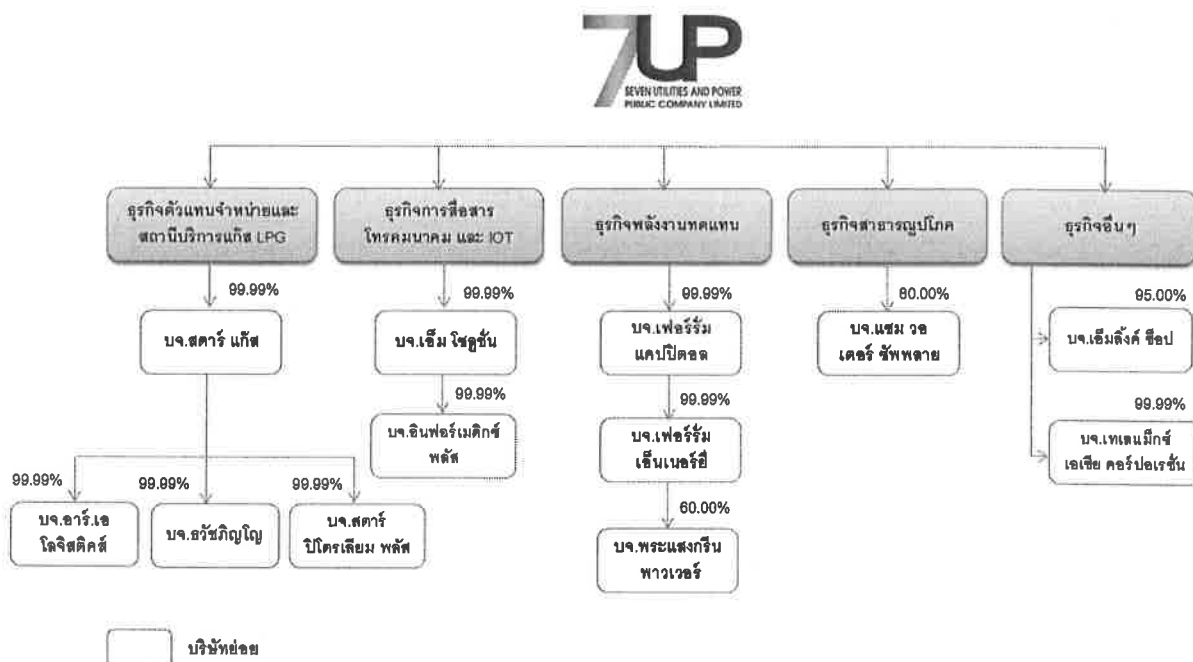 7UP
SEVEN UTILITIES AND POWER
PUBLIC COMPANY LIMITED
ธุรกิจตัวแทนจำหน่ายและ
สถานีบริการแก๊ส LPG
ธุรกิจการสื่อสาร
โทรคมนาคม และ IOT
ธุรกิจพลังงานทดแทน
ธุรกิจสาธารณูปโภค
ธุรกิจอื่นๆ
99.99%
99.99%
99.99%
80.00%
95.00%
บจ.สตาร์ แก๊ส
บจ.เอ็ม โซลูชั่น
บจ.เฟอร์รั่ม
แคปปิตอล
บจ.แชม วอ
เตอร์ ซัพพลาย
บจ.เอ็มลิ้งค์ ช็อป
99.99%
99.99%
99.99%
บจ.อินฟอร์เมติกซ์
พลัส
บจ.เฟอร์รั่ม
เอ็นเนอร์ยี่
บจ.เทเลแม็กซ์
เอเชีย คอร์ปอเรชั่น
99.99%
99.99%
99.99%
60.00%
บจ.อาร์.เอ
โลจิสติคส์
บจ.ธวัชภิญโญ
บจ.สตาร์
ปิโตรเลียม พลัส
บจ.พระแสงกรีน
พาวเวอร์
บริษัทย่อย